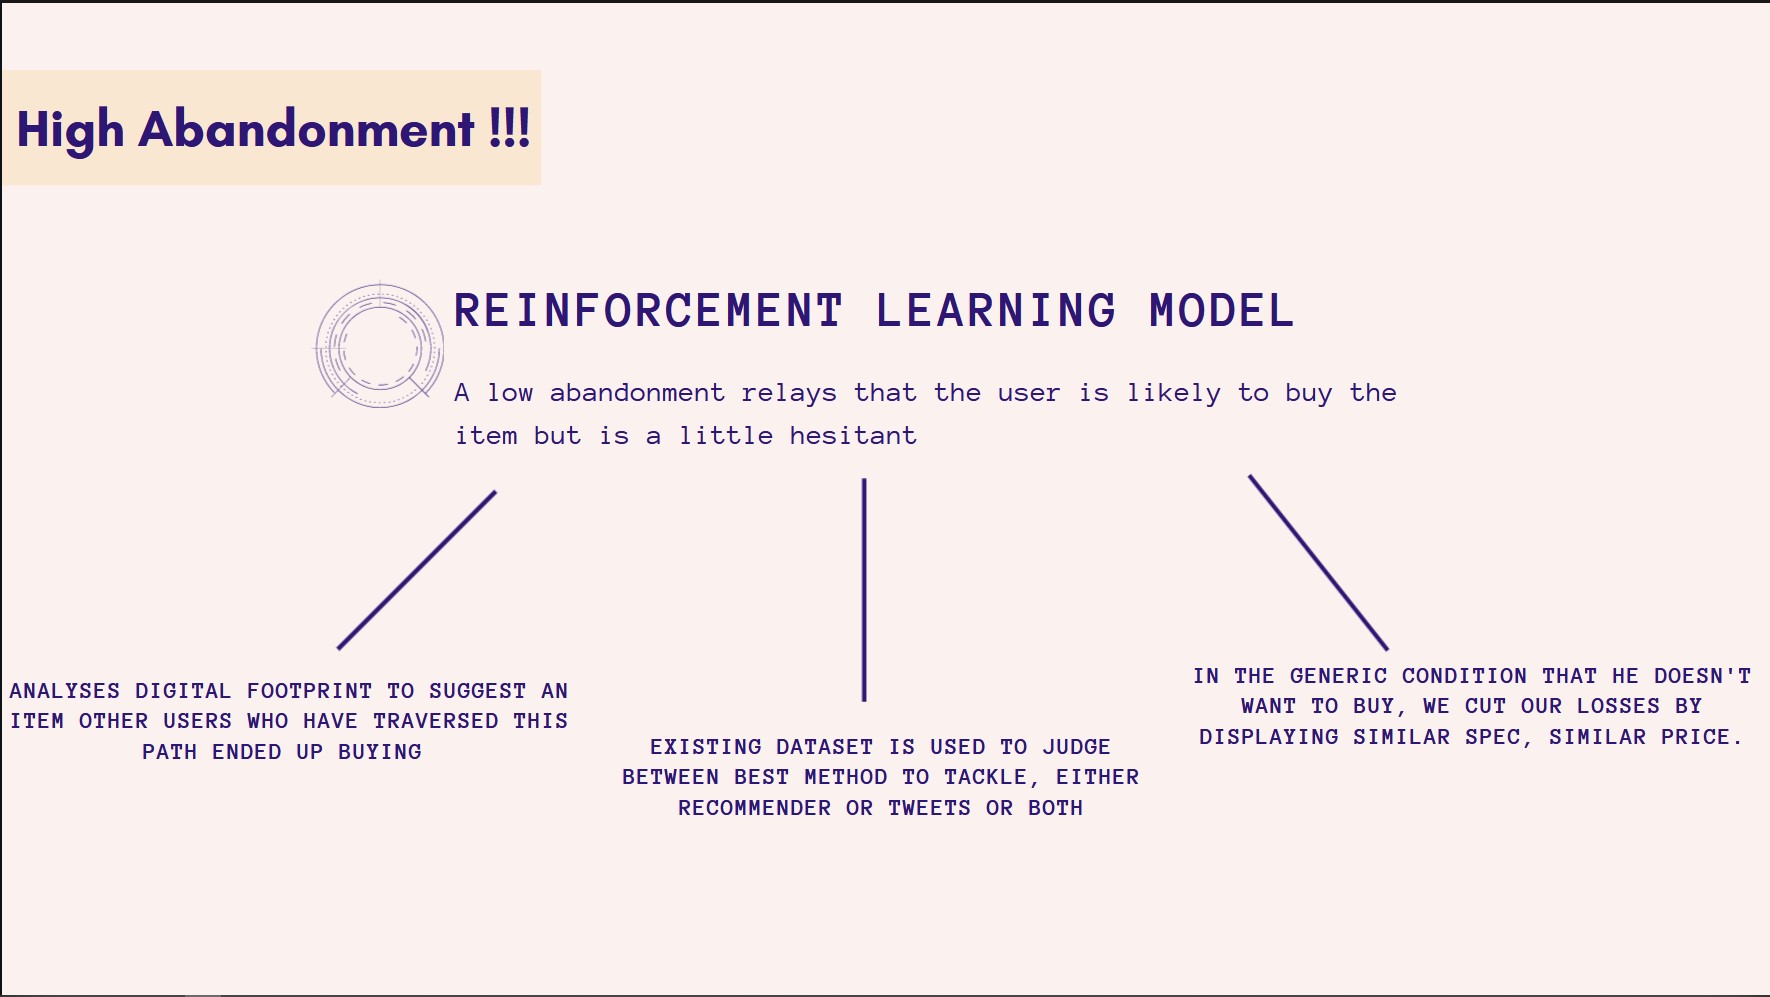 High Abandonment !!!
REINFORCEMENT LEARNING MODEL
A low abandonment relays that the user is likely to buy the
item but is a little hesitant
ANALYSES DIGITAL FOOTPRINT TO SUGGEST AN
ITEM OTHER USERS WHO HAVE TRAVERSED THIS
PATH ENDED UP BUYING
EXISTING DATASET IS USED TO JUDGE
BETWEEN BEST METHOD TO TACKLE, EITHER
RECOMMENDER OR TWEETS OR BOTH
IN THE GENERIC CONDITION THAT HE DOESN'T
WANT TO BUY, WE CUT OUR LOSSES BY
DISPLAYING SIMILAR SPEC, SIMILAR PRICE.